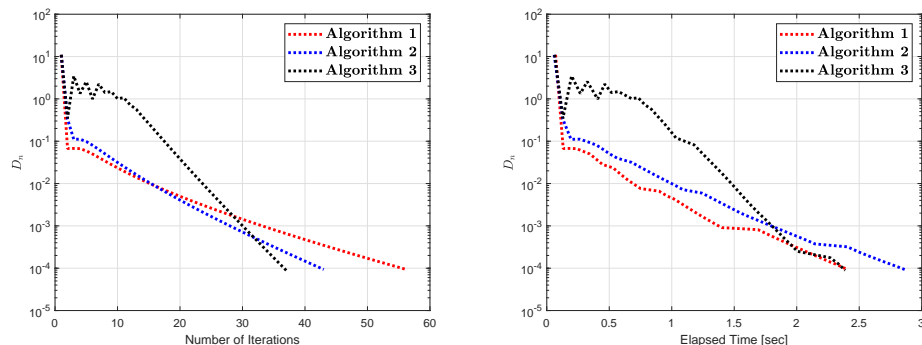 Algorithm 1
Algorithm 2
Algorithm 3
10^2
10^1
10^0
10^-1
10^-2
10^-3
10^-4
10^-5
D_n
0 10 20 30 40 50 60
Number of Iterations
Algorithm 1
Algorithm 2
Algorithm 3
10^2
10^1
10^0
10^-1
10^-2
10^-3
10^-4
10^-5
D_n
0 0.5 1 1.5 2 2.5 3
Elapsed Time [sec]